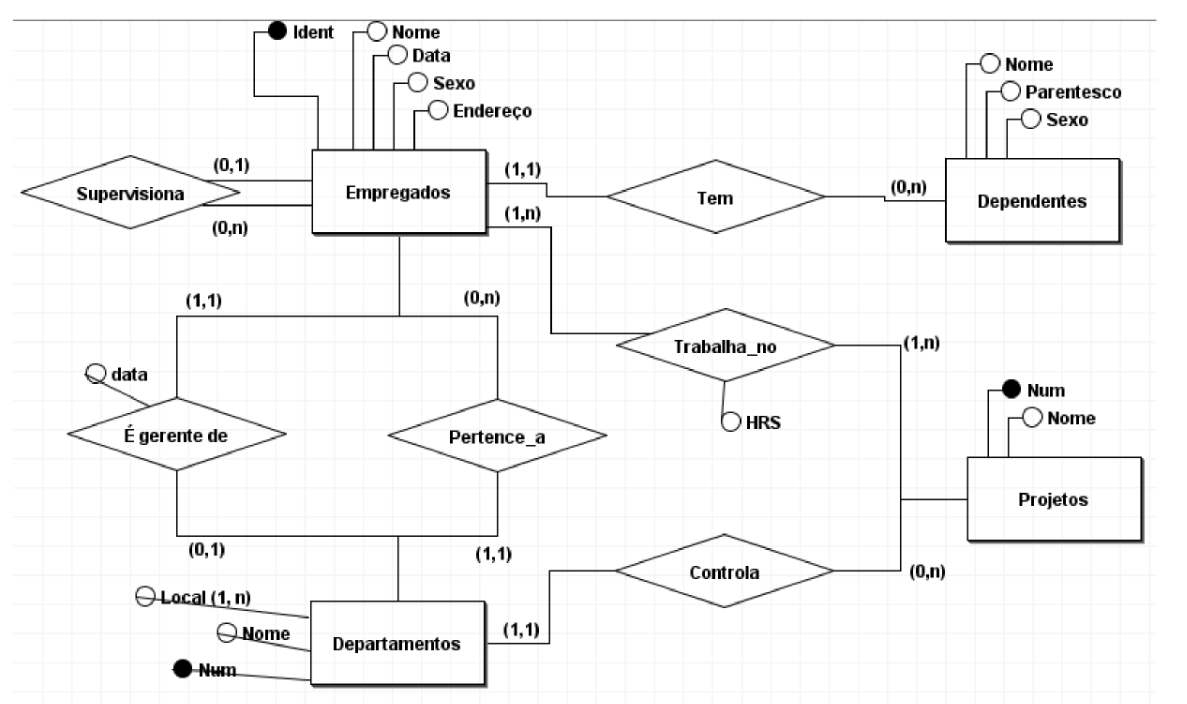 Ident
Nome
Data
Sexo
Endereço
Nome
Parentesco
Sexo
Supervisiona
(0,1)
(0,n)
Empregados
(1,1)
(1,n)
Tem
(0,n)
Dependentes
(1,1)
(0,n)
Trabalha_no
(1,n)
HRS
data
É gerente de
Pertence_a
Num
Nome
Projetos
(0,1)
(1,1)
Controla
(0,n)
Local (1, n)
Nome
Num
Departamentos
(1,1)